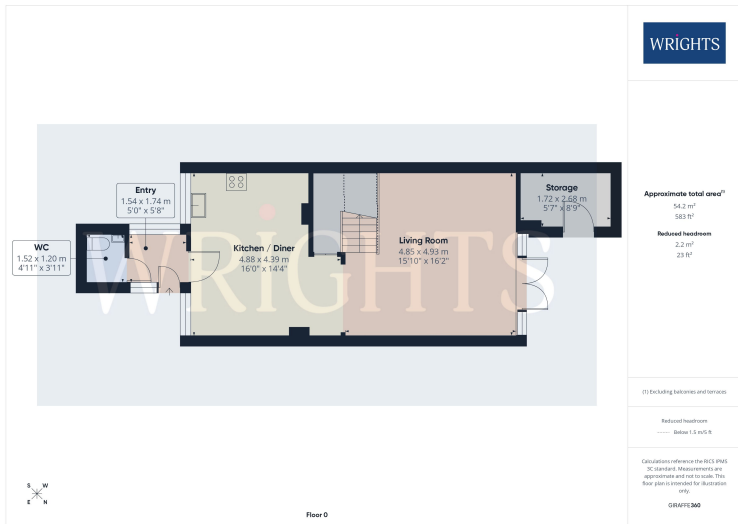 WRIGHTS
Entry
1.54 x 1.74 m
5'0" x 5'8"
WC
1.52 x 1.20 m
4'11" x 3'11"
Kitchen / Diner
4.88 x 4.39 m
16'0" x 14'4"
Living Room
4.85 x 4.93 m
15'10" x 16'2"
Storage
1.72 x 2.68 m
5'7" x 8'9"
WRIGHTS
S W
E N
Floor 0
Approximate total area⁽¹⁾
54.2 m²
583 ft²
Reduced headroom
2.2 m²
23 ft²
(1) Excluding balconies and terraces
Reduced headroom
Below 1.5 m/5 ft
Calculations reference the RICS IPMS
3C standard. Measurements are
approximate and not to scale. This
floor plan is intended for illustration
only.
GIRAFFE360